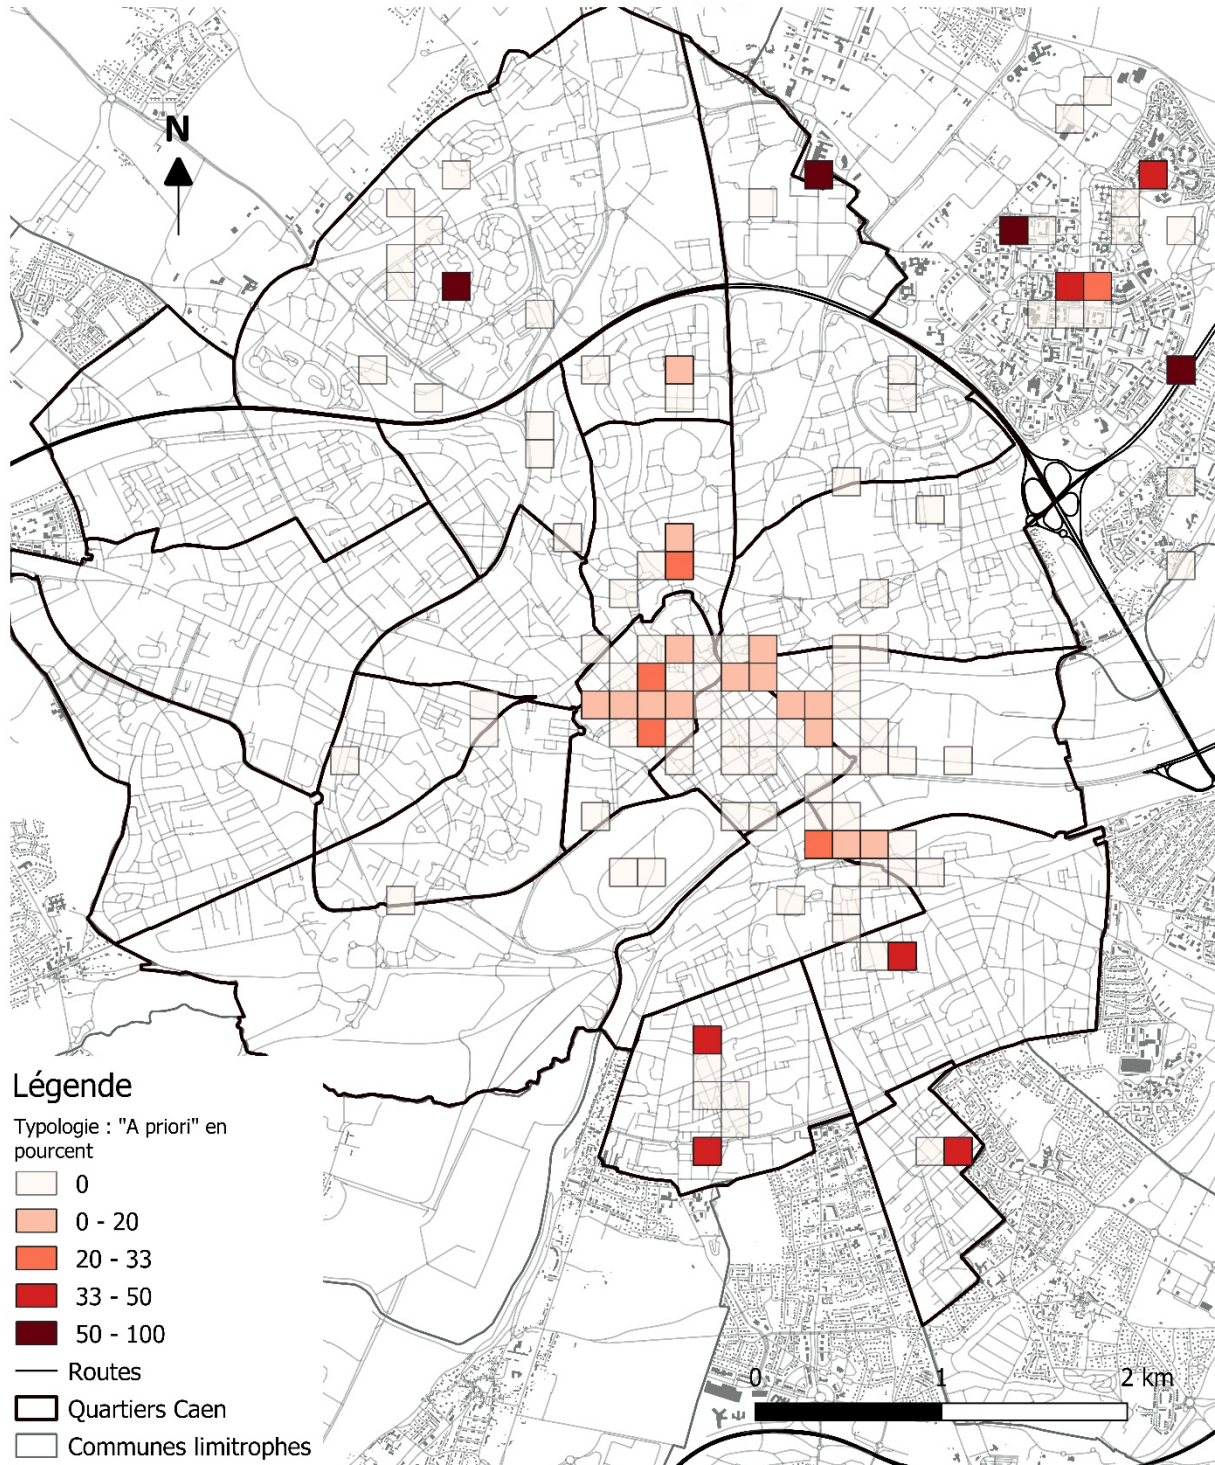 N
Légende
Typologie : "A priori" en
pourcent
0
0 - 20
20 - 33
33 - 50
50 - 100
Routes
Quartiers Caen
Communes limitrophes
0 1 2 km